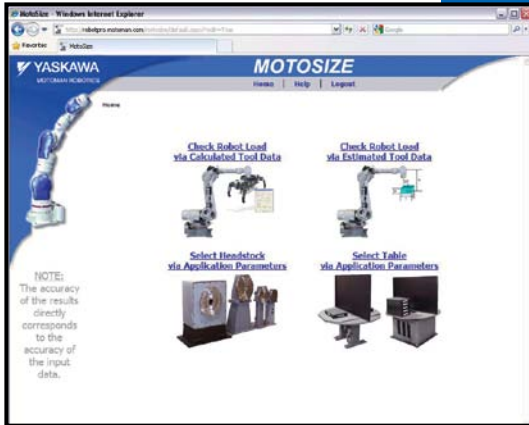 MotoSize - Windows Internet Explorer
Favorites MotoSize
YASKAWA
MOTOMAN ROBOTICS
MOTOSIZE
Home | Help | Logout
Home
Check Robot Load
via Calculated Tool Data
Check Robot Load
via Estimated Tool Data
Select Headstock
via Application Parameters
Select Table
via Application Parameters
NOTE:
The accuracy
of the results
directly
corresponds
to the
accuracy of
the input
data.